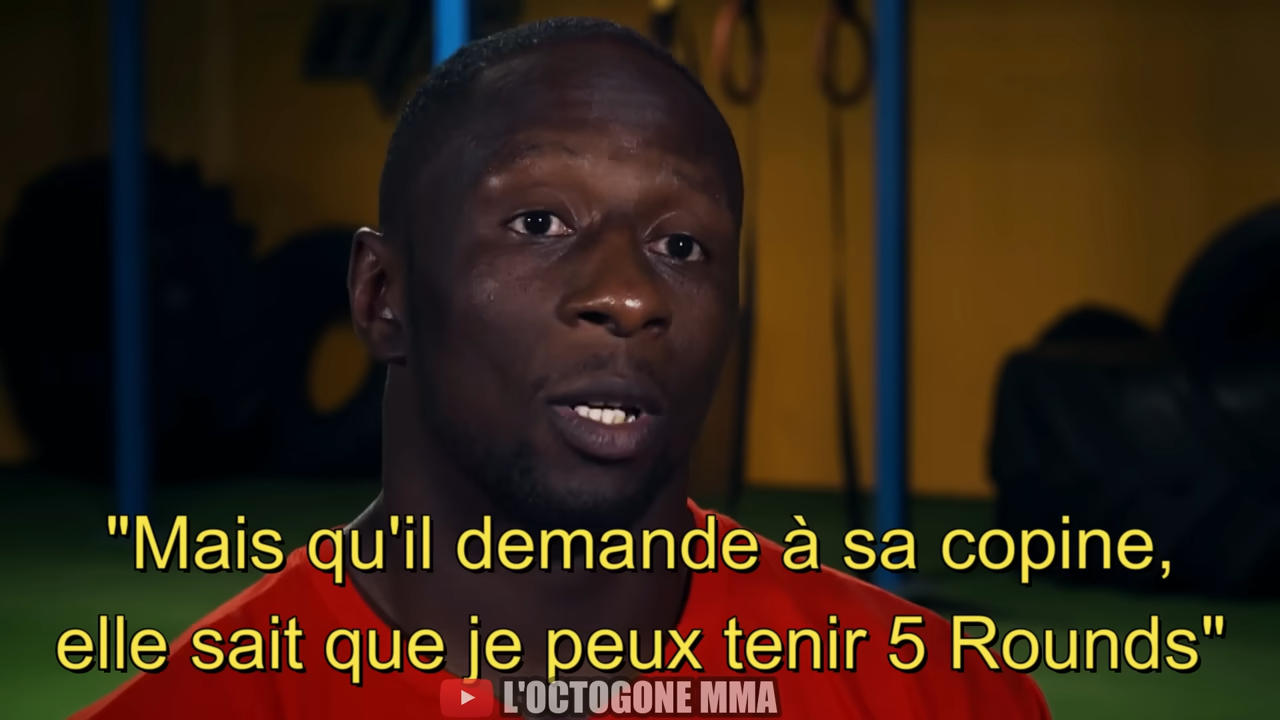 "Mais qu'il demande à sa copine,
elle sait que je peux tenir 5 Rounds"
L'OCTOGONE MMA